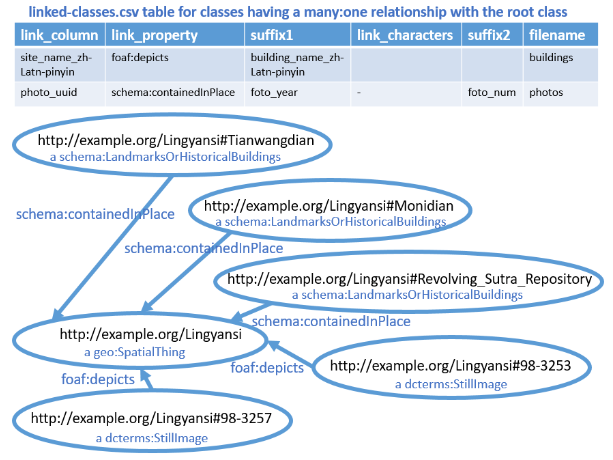 linked-classes.csv table for classes having a many:one relationship with the root class
link_column link_property suffix1 link_characters suffix2 filename
site_name_zh- foaf:depicts building_name_zh- buildings
Latn-pinyin Latn-pinyin
photo_uuid schema:containedInPlace foto_year - foto_num photos
http://example.org/Lingyansi#Tianwangdian
a schema:LandmarksOrHistoricalBuildings
schema:containedInPlace
http://example.org/Lingyansi#Monidian
a schema:LandmarksOrHistoricalBuildings
schema:containedInPlace
http://example.org/Lingyansi#Revolving_Sutra_Repository
a schema:LandmarksOrHistoricalBuildings
schema:containedInPlace
http://example.org/Lingyansi
a geo:SpatialThing
foaf:depicts
http://example.org/Lingyansi#98-3253
a dcterms:StillImage
foaf:depicts
http://example.org/Lingyansi#98-3257
a dcterms:StillImage